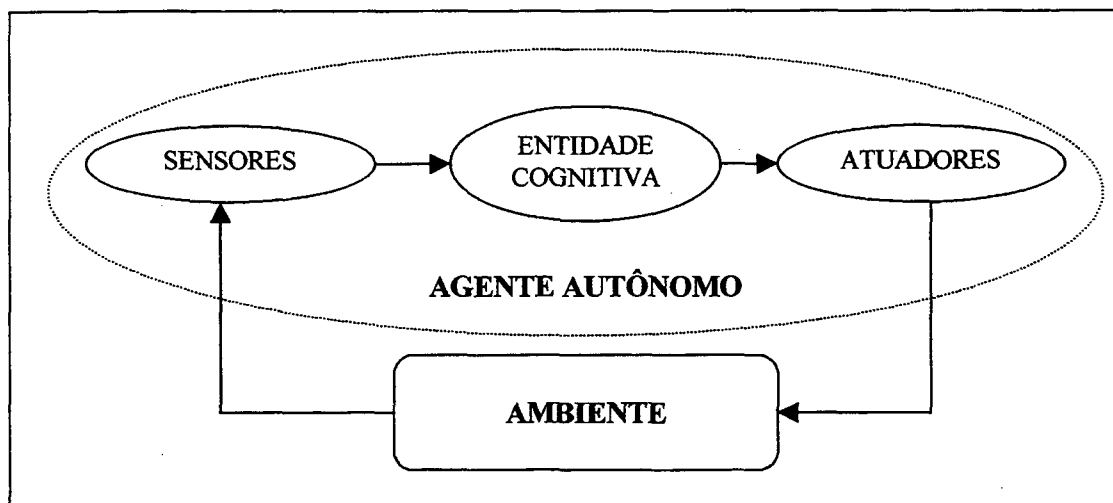 SENSORES
ENTIDADE
COGNITIVA
ATUADORES
AGENTE AUTÔNOMO
AMBIENTE